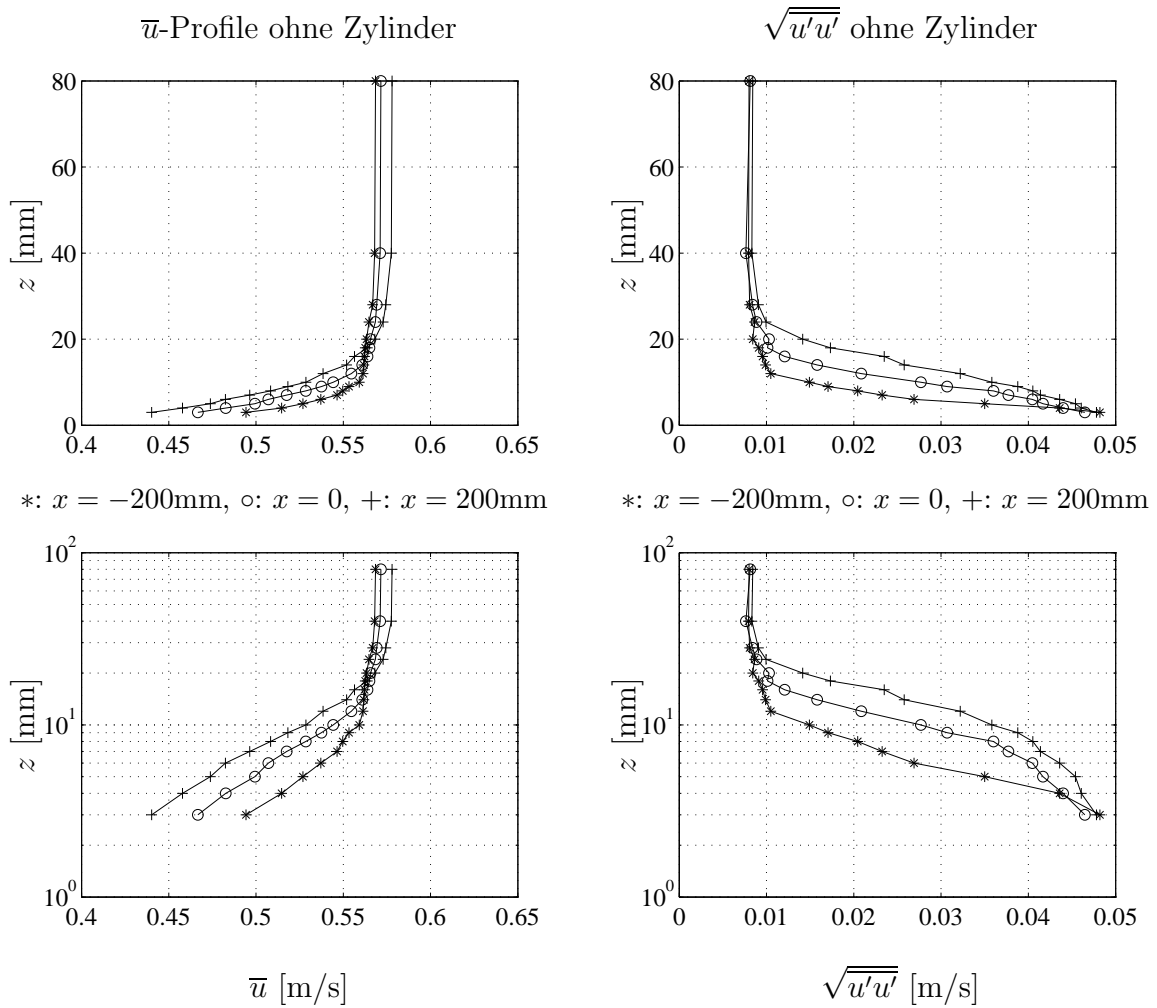 u̅-Profile ohne Zylinder
√u′u′ ohne Zylinder
80
60
40
20
0
z [mm]
0.4 0.45 0.5 0.55 0.6 0.65
80
60
40
20
0
z [mm]
0 0.01 0.02 0.03 0.04 0.05
∗: x = −200mm, ○: x = 0, +: x = 200mm
∗: x = −200mm, ○: x = 0, +: x = 200mm
10²
10¹
10⁰
z [mm]
0.4 0.45 0.5 0.55 0.6 0.65
u̅ [m/s]
10²
10¹
10⁰
z [mm]
0 0.01 0.02 0.03 0.04 0.05
√u′u′ [m/s]